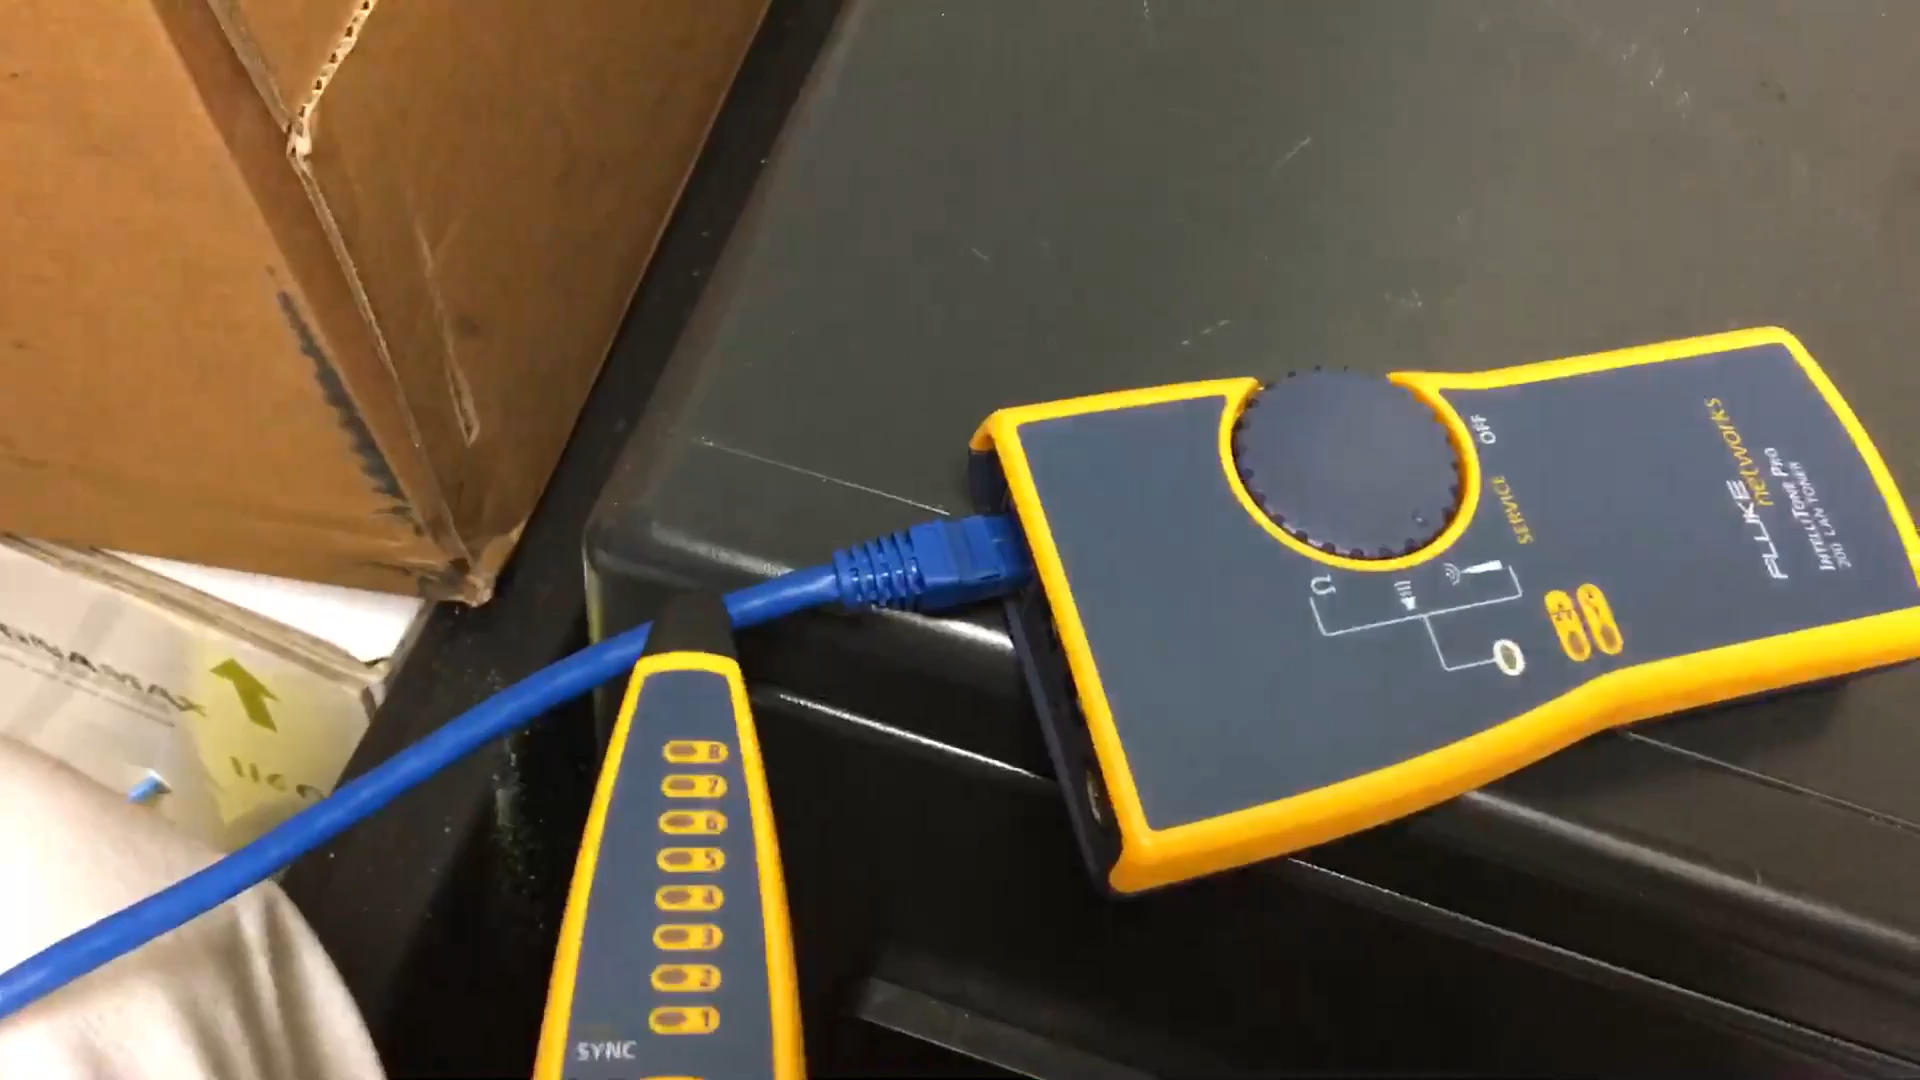 FLUKE
networks
INTELLITONE PRO
200 LAN TONER
OFF
SERVICE
Ω
8
7
6
5
4
3
2
1
SYNC